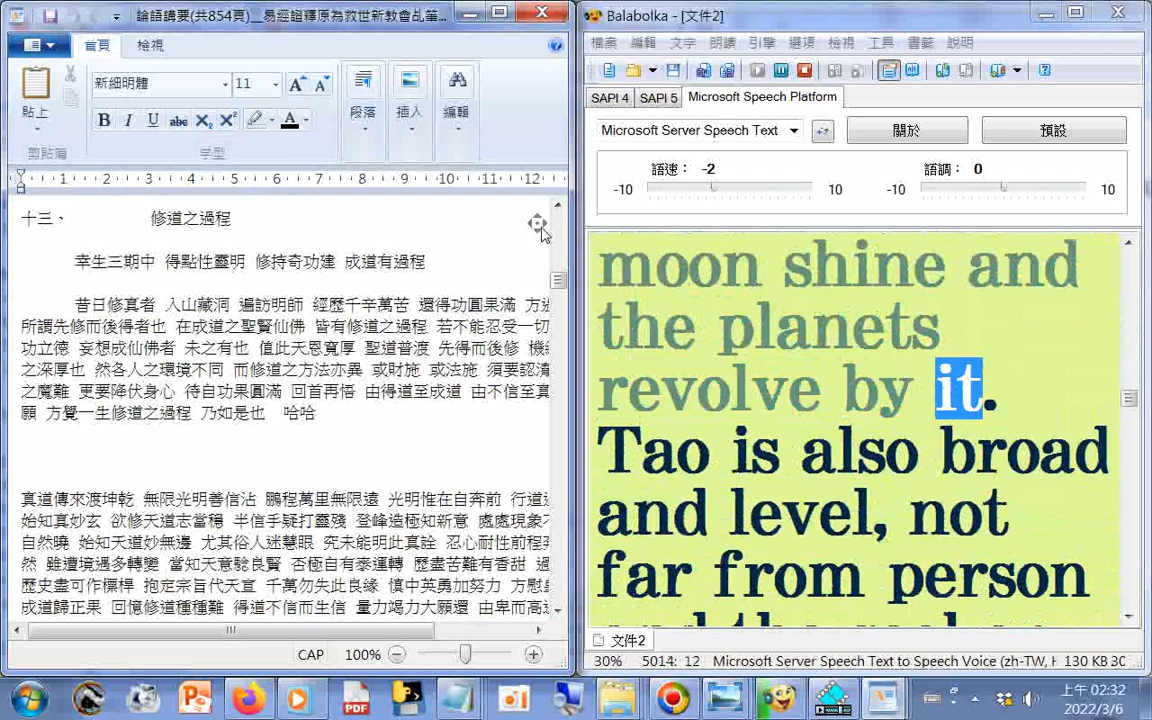 論語講要(共854頁)__易經證釋原為救世新教會乩筆...
首頁 檢視
新細明體 11
貼上
剪貼簿
B I U abc X₂ X² A
字型
段落
插入
編輯
1 2 3 4 5 6 7 8 9 10 11 12
十三、 修道之過程
幸生三期中 得點性靈明 修持奇功建 成道有過程
昔日修真者 入山藏洞 遍訪明師 經歷千辛萬苦 還得功圓果滿 方
所謂先修而後得者也 在成道之聖賢仙佛 皆有修道之過程 若不能忍受一切
功立德 妄想成仙佛者 未之有也 值此天恩寬厚 聖道普渡 先得而後修 機
之深厚也 然各人之環境不同 而修道之方法亦異 或財施 或法施 須要認
之魔難 更要降伏身心 待自功果圓滿 回首再悟 由得道至成道 由不信至真
願 方覺一生修道之過程 乃如是也 哈哈
真道傳來渡坤乾 無限光明善信沾 鵬程萬里無限遠 光明惟在自奔前 行道
始知真妙玄 欲修天道志當穩 半信乎疑打靈殘 登峰造極知新意 處處現象
自然曉 始知天道妙無邊 尤其俗人迷慧眼 究未能明此真詮 忍心耐性前程
然 雖遭境遇多轉變 當知天意騐良賢 否極自有泰運轉 歷盡苦難有香甜
歷史盡可作標桿 抱定宗旨代天宣 千萬勿失此良緣 慎中英勇加努力 方慰
成道歸正果 回憶修道種種難 得道不信而生信 量力竭力大願還 由卑而高
CAP 100%
Balabolka - [文件2]
檔案 編輯 文字 朗讀 引擎 選項 檢視 工具 書籤 說明
SAPI 4 SAPI 5 Microsoft Speech Platform
Microsoft Server Speech Text 關於 預設
語速： -2 語調： 0
-10 10 -10 10
moon shine and
the planets
revolve by it.
Tao is also broad
and level, not
far from person
文件2
30% 5014: 12 Microsoft Server Speech Text to Speech Voice (zh-TW, H 130 KB 30
上午 02:32
2022/3/6